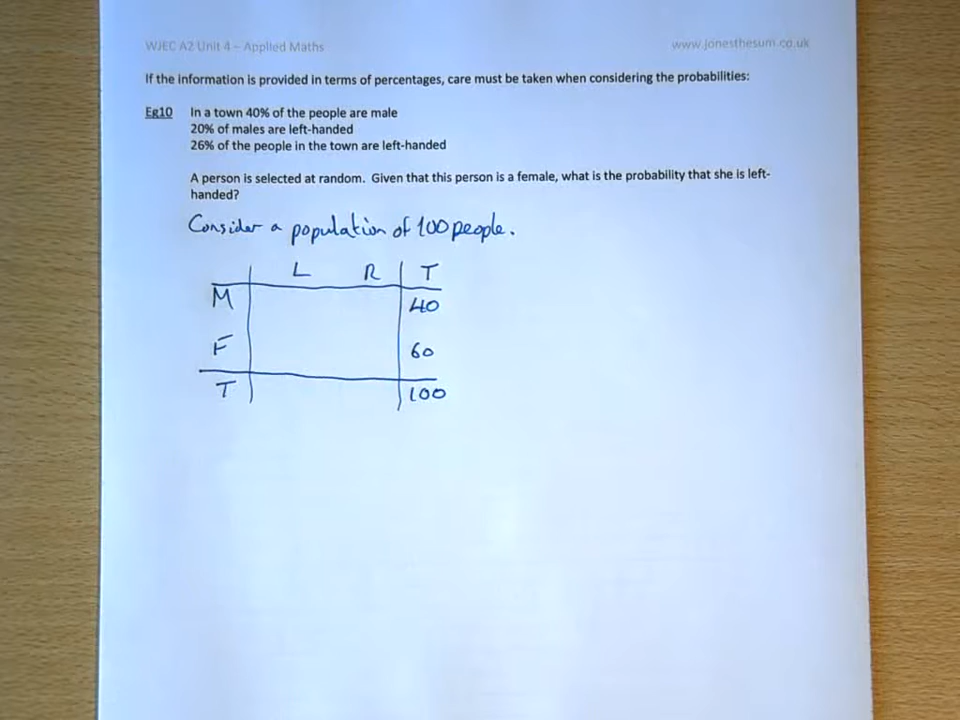 WJEC A2 Unit 4 – Applied Maths www.jonesthesum.co.uk
If the information is provided in terms of percentages, care must be taken when considering the probabilities:
Eg10 In a town 40% of the people are male
20% of males are left-handed
26% of the people in the town are left-handed
A person is selected at random. Given that this person is a female, what is the probability that she is left-
handed?
Consider a population of 100 people.
L R T
M 40
F 60
T 100